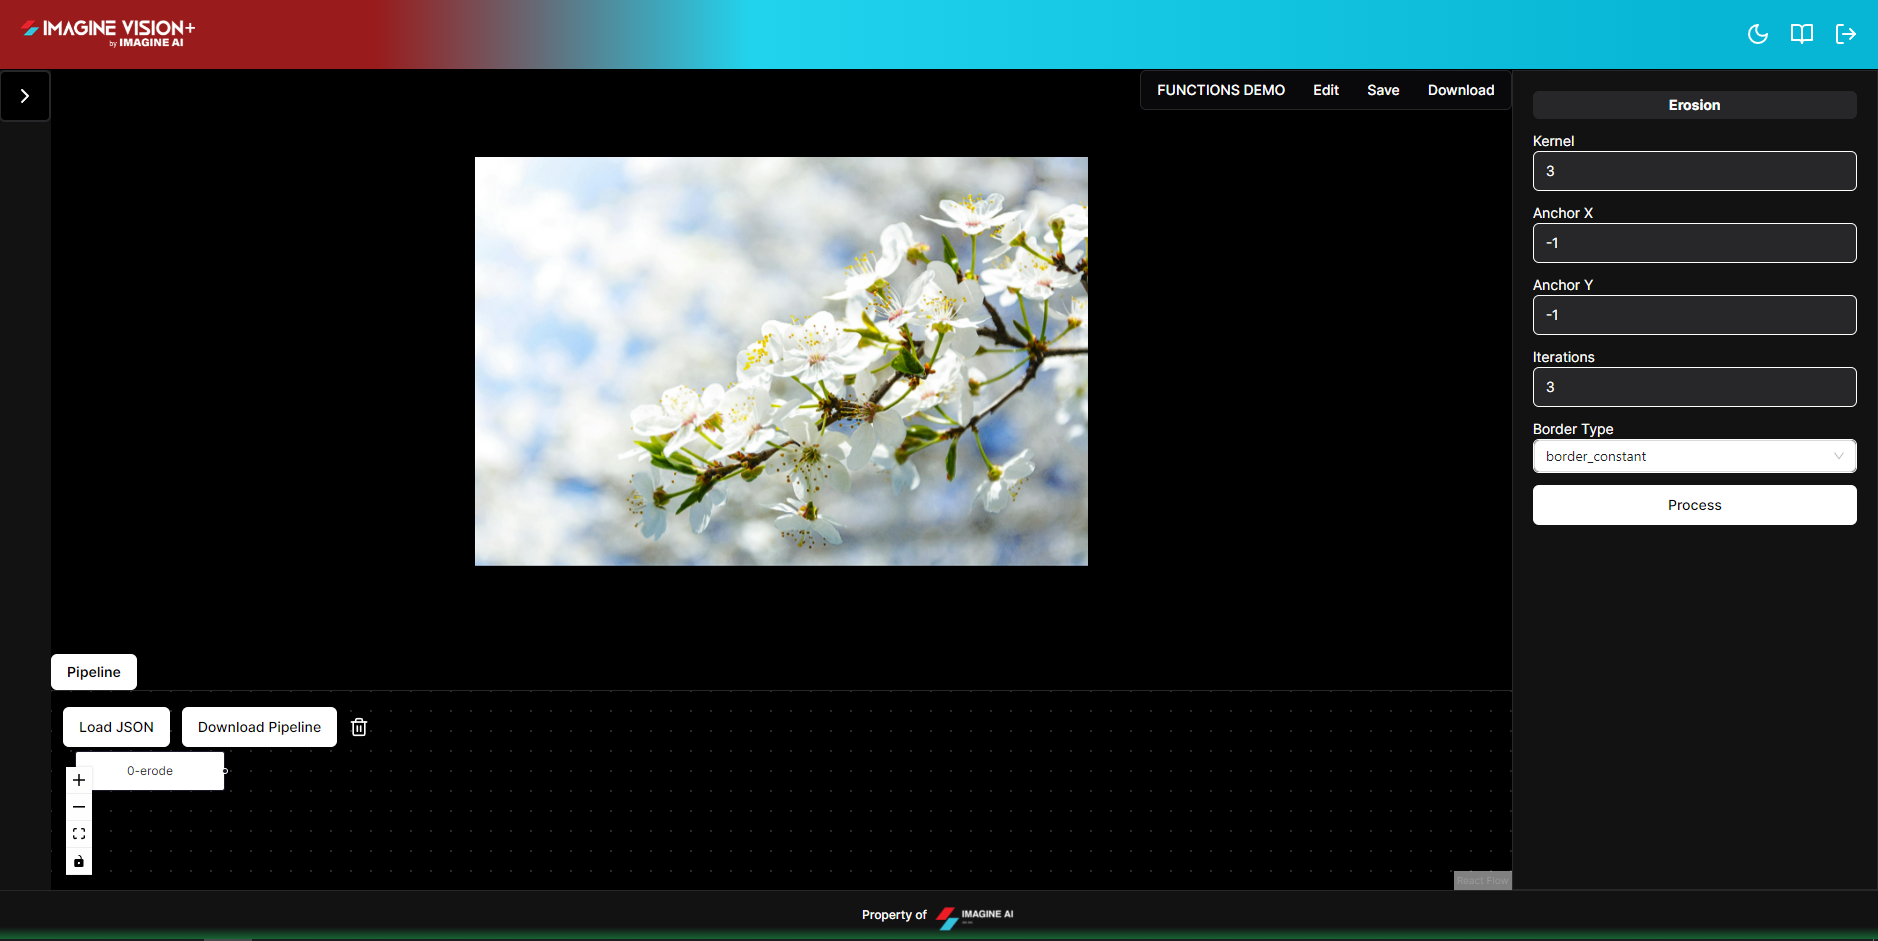 IMAGINE VISION+
by IMAGINE AI
FUNCTIONS DEMO Edit Save Download
Erosion
Kernel
3
Anchor X
-1
Anchor Y
-1
Iterations
3
Border Type
border_constant
Process
Pipeline
Load JSON Download Pipeline
0-erode
React Flow
Property of IMAGINE AI